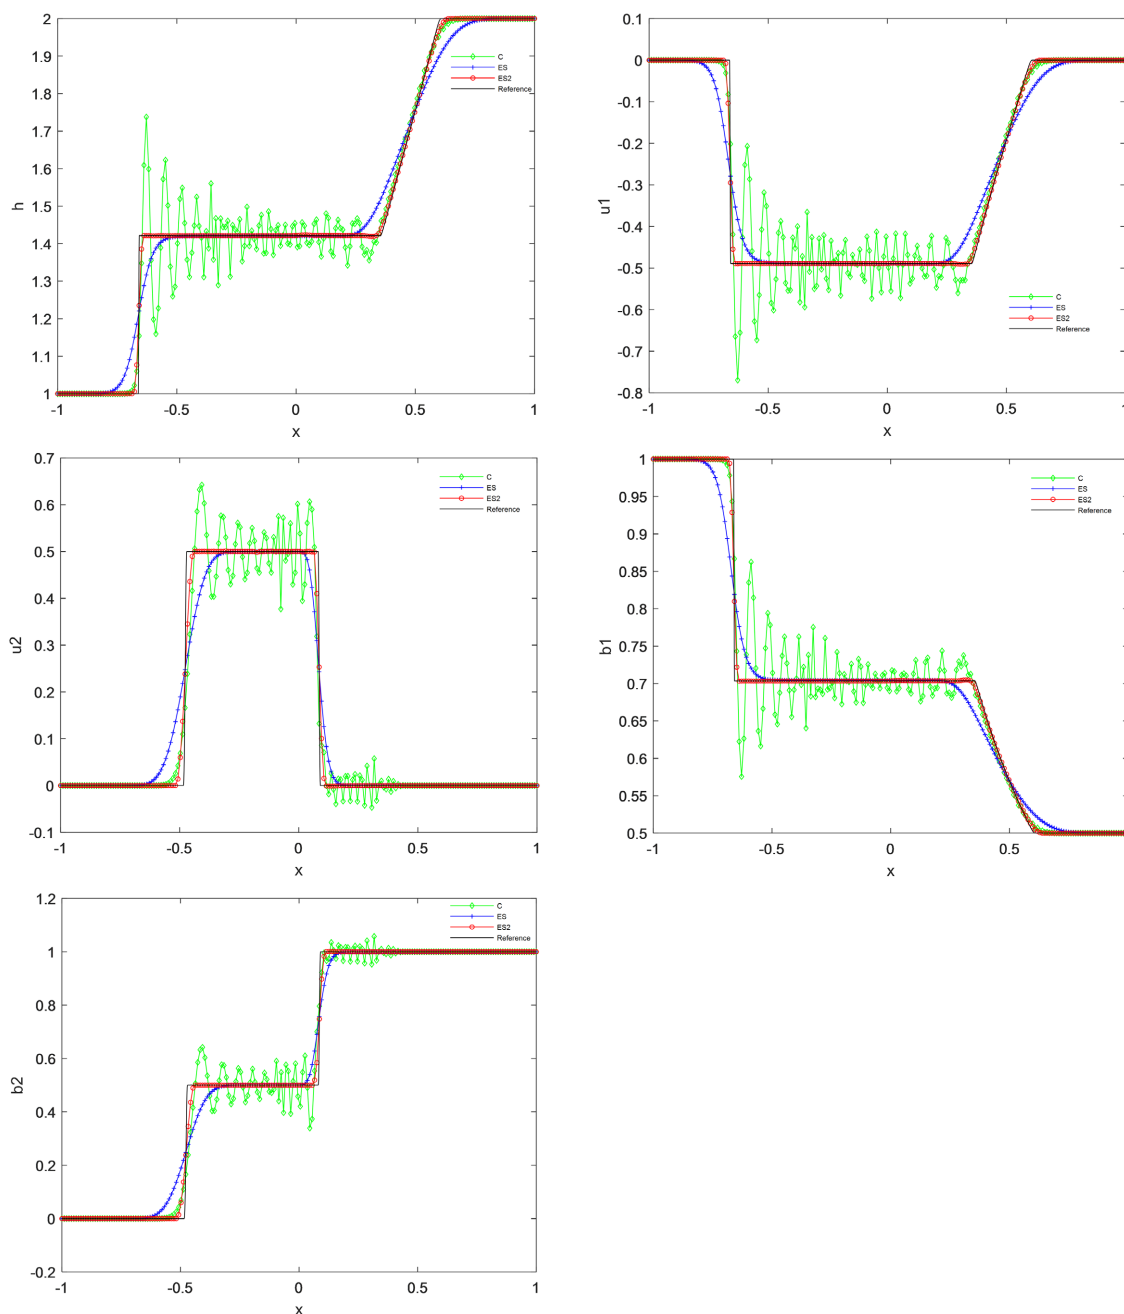 2
1.9
1.8
1.7
1.6
1.5
1.4
1.3
1.2
1.1
1
h
-1
-0.5
0
0.5
1
x
C
ES
ES2
Reference
0.1
0
-0.1
-0.2
-0.3
-0.4
-0.5
-0.6
-0.7
-0.8
u1
-1
-0.5
0
0.5
1
x
C
ES
ES2
Reference
0.7
0.6
0.5
0.4
0.3
0.2
0.1
0
-0.1
u2
-1
-0.5
0
0.5
1
x
C
ES
ES2
Reference
1
0.95
0.9
0.85
0.8
0.75
0.7
0.65
0.6
0.55
0.5
b1
-1
-0.5
0
0.5
x
C
ES
ES2
Reference
1.2
1
0.8
0.6
0.4
0.2
0
-0.2
b2
-1
-0.5
0
0.5
1
x
C
ES
ES2
Reference